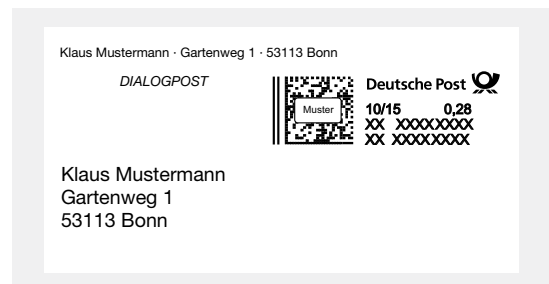 Klaus Mustermann · Gartenweg 1 · 53113 Bonn
DIALOGPOST
Deutsche Post
Muster
10/15 0,28
XX XXXXXXXX
XX XXXXXXXX
Klaus Mustermann
Gartenweg 1
53113 Bonn